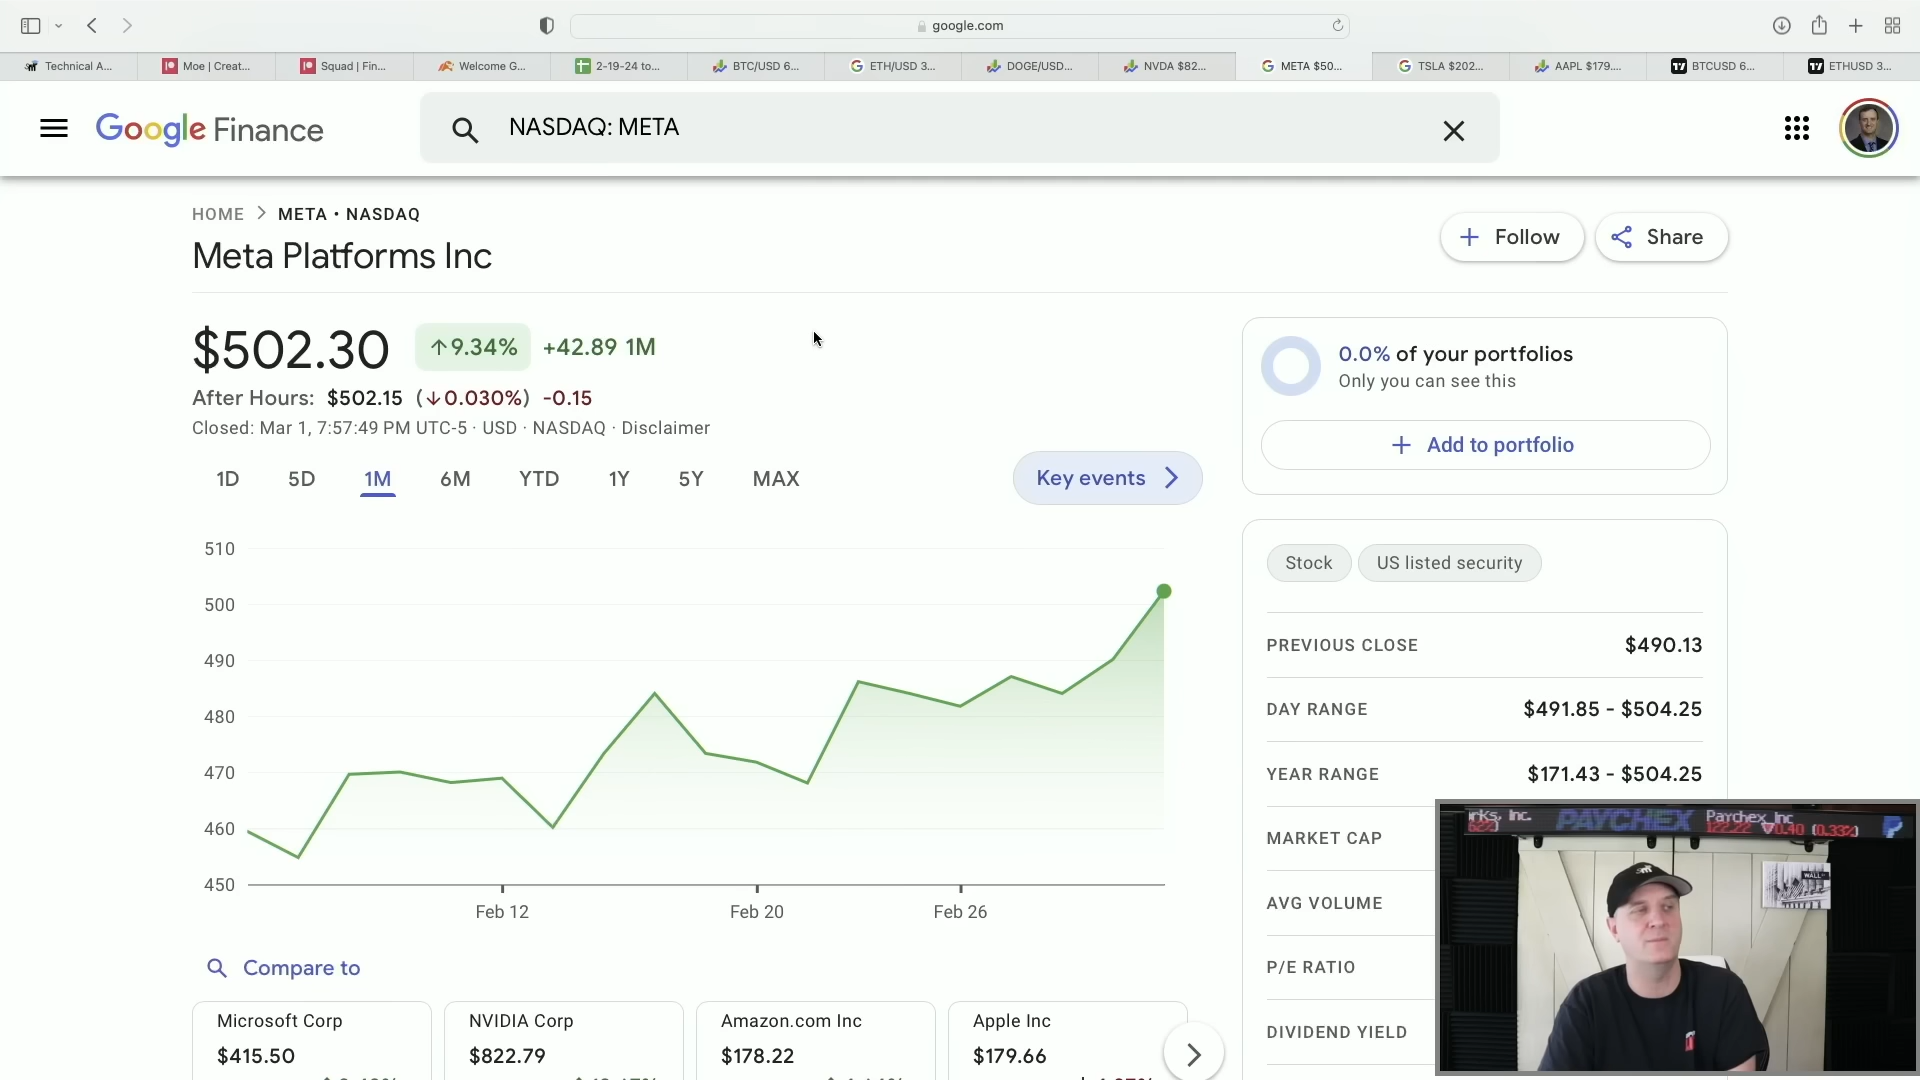 google.com
Technical A...
Moe | Creat...
Squad | Fin...
Welcome G...
2-19-24 to...
BTC/USD 6...
ETH/USD 3...
DOGE/USD...
NVDA $82...
META $50...
TSLA $202...
AAPL $179....
BTCUSD 6...
ETHUSD 3...
Google Finance
NASDAQ: META
HOME > META • NASDAQ
Meta Platforms Inc
Follow
Share
$502.30 ↑9.34% +42.89 1M
After Hours: $502.15 (↓0.030%) -0.15
Closed: Mar 1, 7:57:49 PM UTC-5 · USD · NASDAQ · Disclaimer
0.0% of your portfolios
Only you can see this
+ Add to portfolio
1D 5D 1M 6M YTD 1Y 5Y MAX
Key events
510
500
490
480
470
460
450
Feb 12
Feb 20
Feb 26
Stock
US listed security
PREVIOUS CLOSE $490.13
DAY RANGE $491.85 - $504.25
YEAR RANGE $171.43 - $504.25
MARKET CAP
AVG VOLUME
P/E RATIO
DIVIDEND YIELD
Compare to
Microsoft Corp
$415.50
NVIDIA Corp
$822.79
Amazon.com Inc
$178.22
Apple Inc
$179.66
Inc.
PAYCHEX
Paychex Inc
122.22 ▼0.40 (0.33%)
WALL